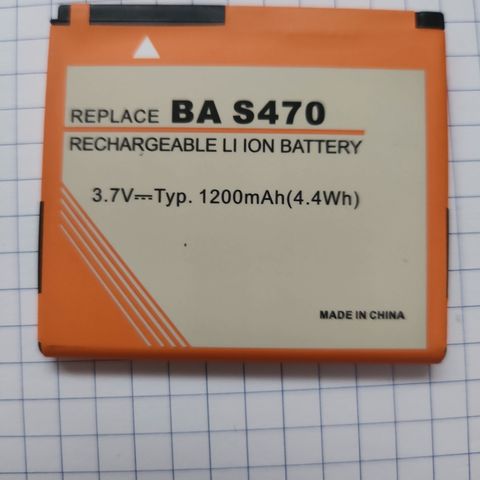 REPLACE BA S470
RECHARGEABLE LI ION BATTERY
3.7V⎓Typ. 1200mAh(4.4Wh)
MADE IN CHINA